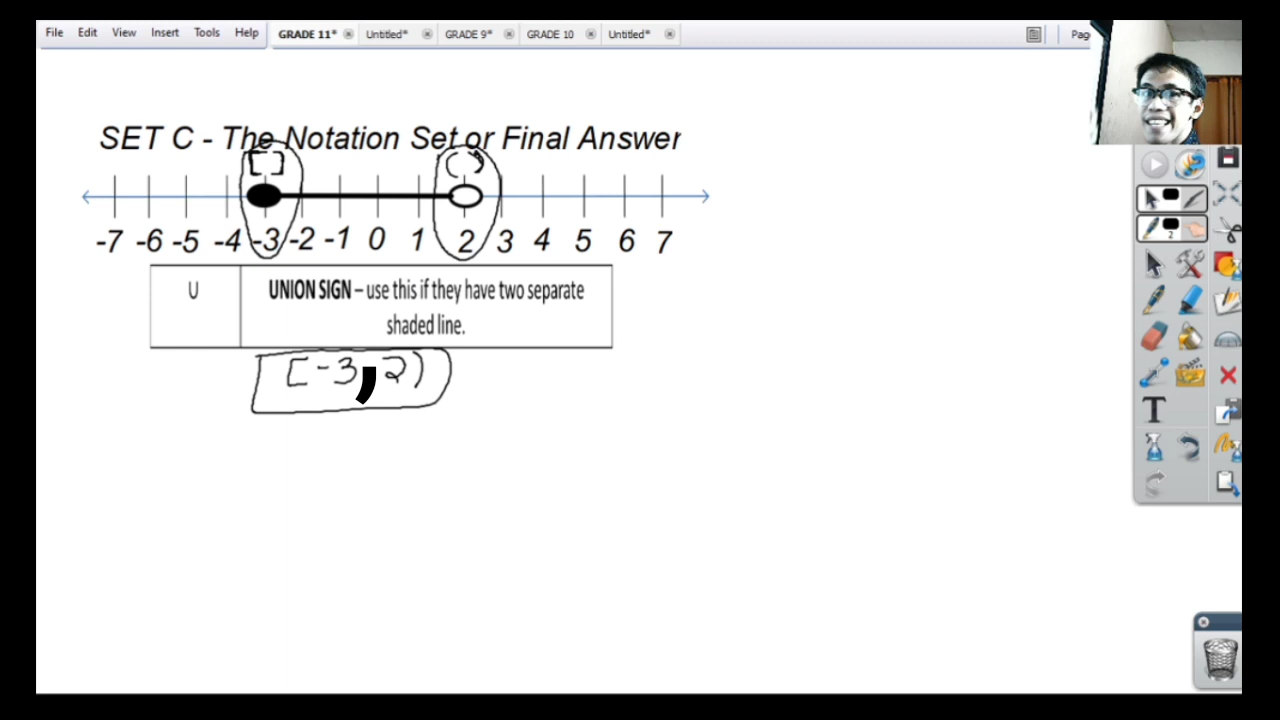 File Edit View Insert Tools Help GRADE 11* Untitled* GRADE 9* GRADE 10 Untitled* Pag
SET C - The Notation Set or Final Answer
[ ] ( )
-7 -6 -5 -4 -3 -2 -1 0 1 2 3 4 5 6 7
U UNION SIGN – use this if they have two separate
shaded line.
[-3,2)
2
T